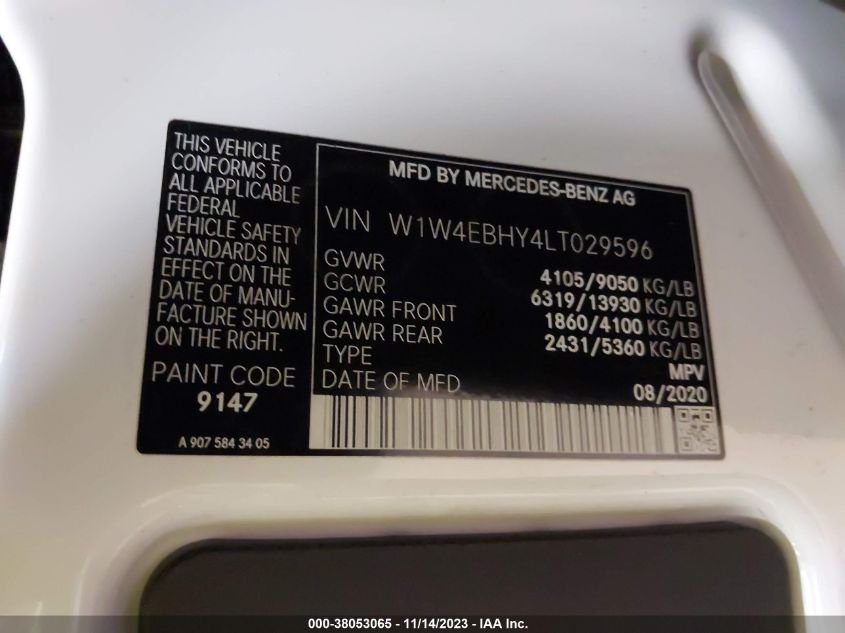 THIS VEHICLE
CONFORMS TO
ALL APPLICABLE
FEDERAL
VEHICLE SAFETY
STANDARDS IN
EFFECT ON THE
DATE OF MANU-
FACTURE SHOWN
ON THE RIGHT.
PAINT CODE
9147
A 907 584 34 05
MFD BY MERCEDES-BENZ AG
VIN W1W4EBHY4LT029596
GVWR 4105/9050 KG/LB
GCWR 6319/13930 KG/LB
GAWR FRONT 1860/4100 KG/LB
GAWR REAR 2431/5360 KG/LB
TYPE MPV
DATE OF MFD 08/2020
000-38053065 - 11/14/2023 - IAA Inc.